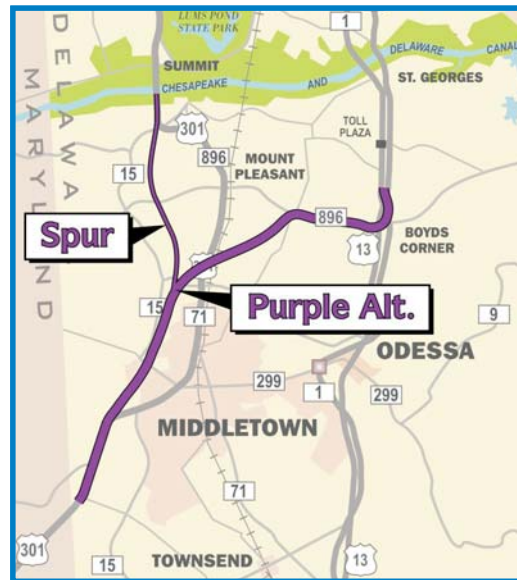 LUMS POND
STATE PARK
1
DELAWARE CANAL
SUMMIT
CHESAPEAKE AND
ST. GEORGES
DELAWA
MARYLAND
301
TOLL
PLAZA
15
896
MOUNT
PLEASANT
Spur
896
13
BOYDS
CORNER
15
71
Purple Alt.
9
ODESSA
299
1
299
MIDDLETOWN
71
301
15
TOWNSEND
13